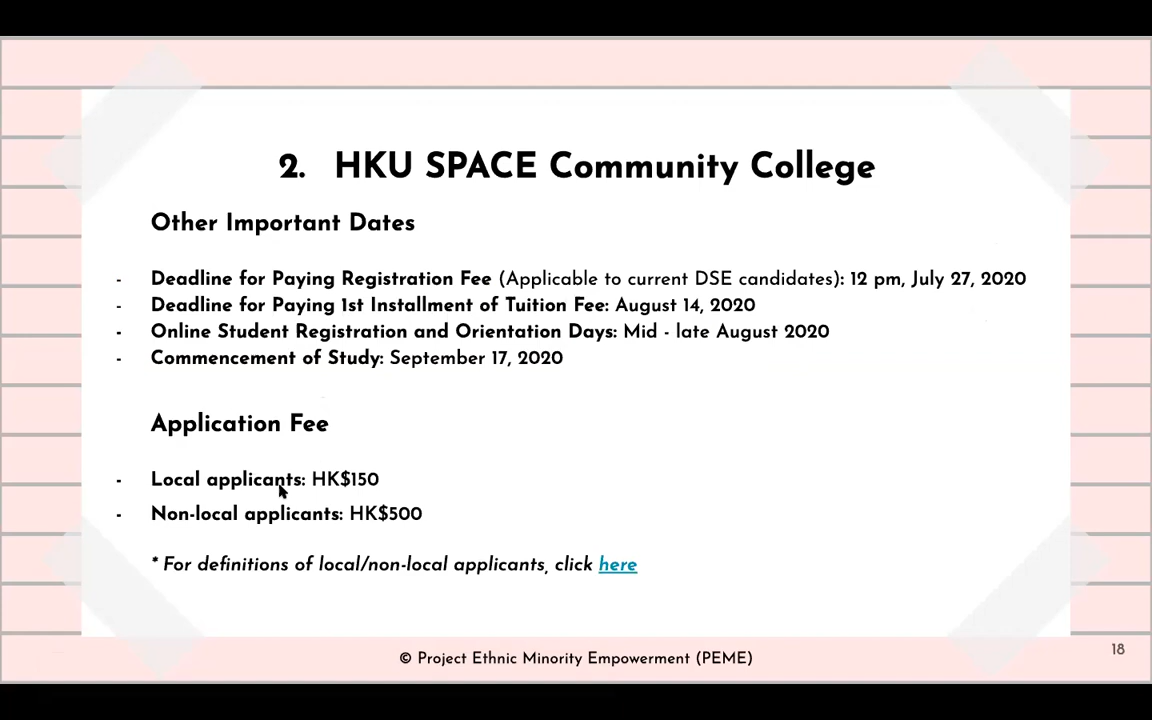 2. HKU SPACE Community College
Other Important Dates
- Deadline for Paying Registration Fee (Applicable to current DSE candidates): 12 pm, July 27, 2020
- Deadline for Paying 1st Installment of Tuition Fee: August 14, 2020
- Online Student Registration and Orientation Days: Mid - late August 2020
- Commencement of Study: September 17, 2020
Application Fee
- Local applicants: HK$150
- Non-local applicants: HK$500
* For definitions of local/non-local applicants, click here
© Project Ethnic Minority Empowerment (PEME)
18